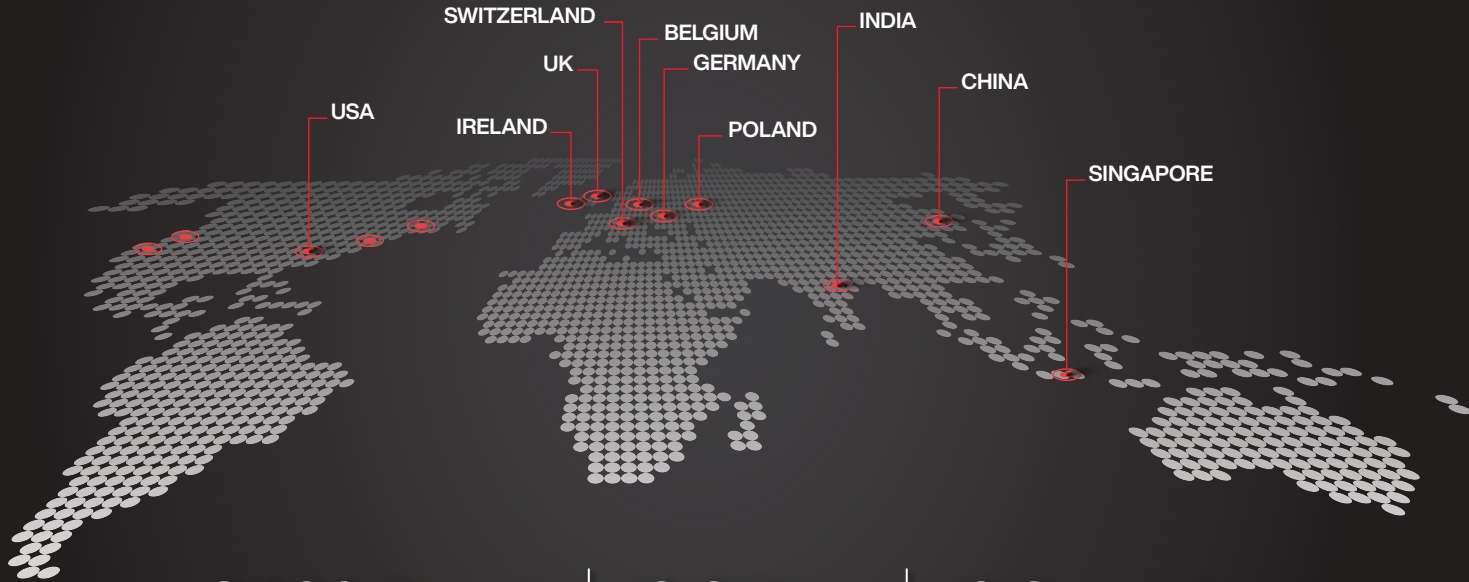 SWITZERLAND
INDIA
BELGIUM
UK
GERMANY
CHINA
USA
IRELAND
POLAND
SINGAPORE